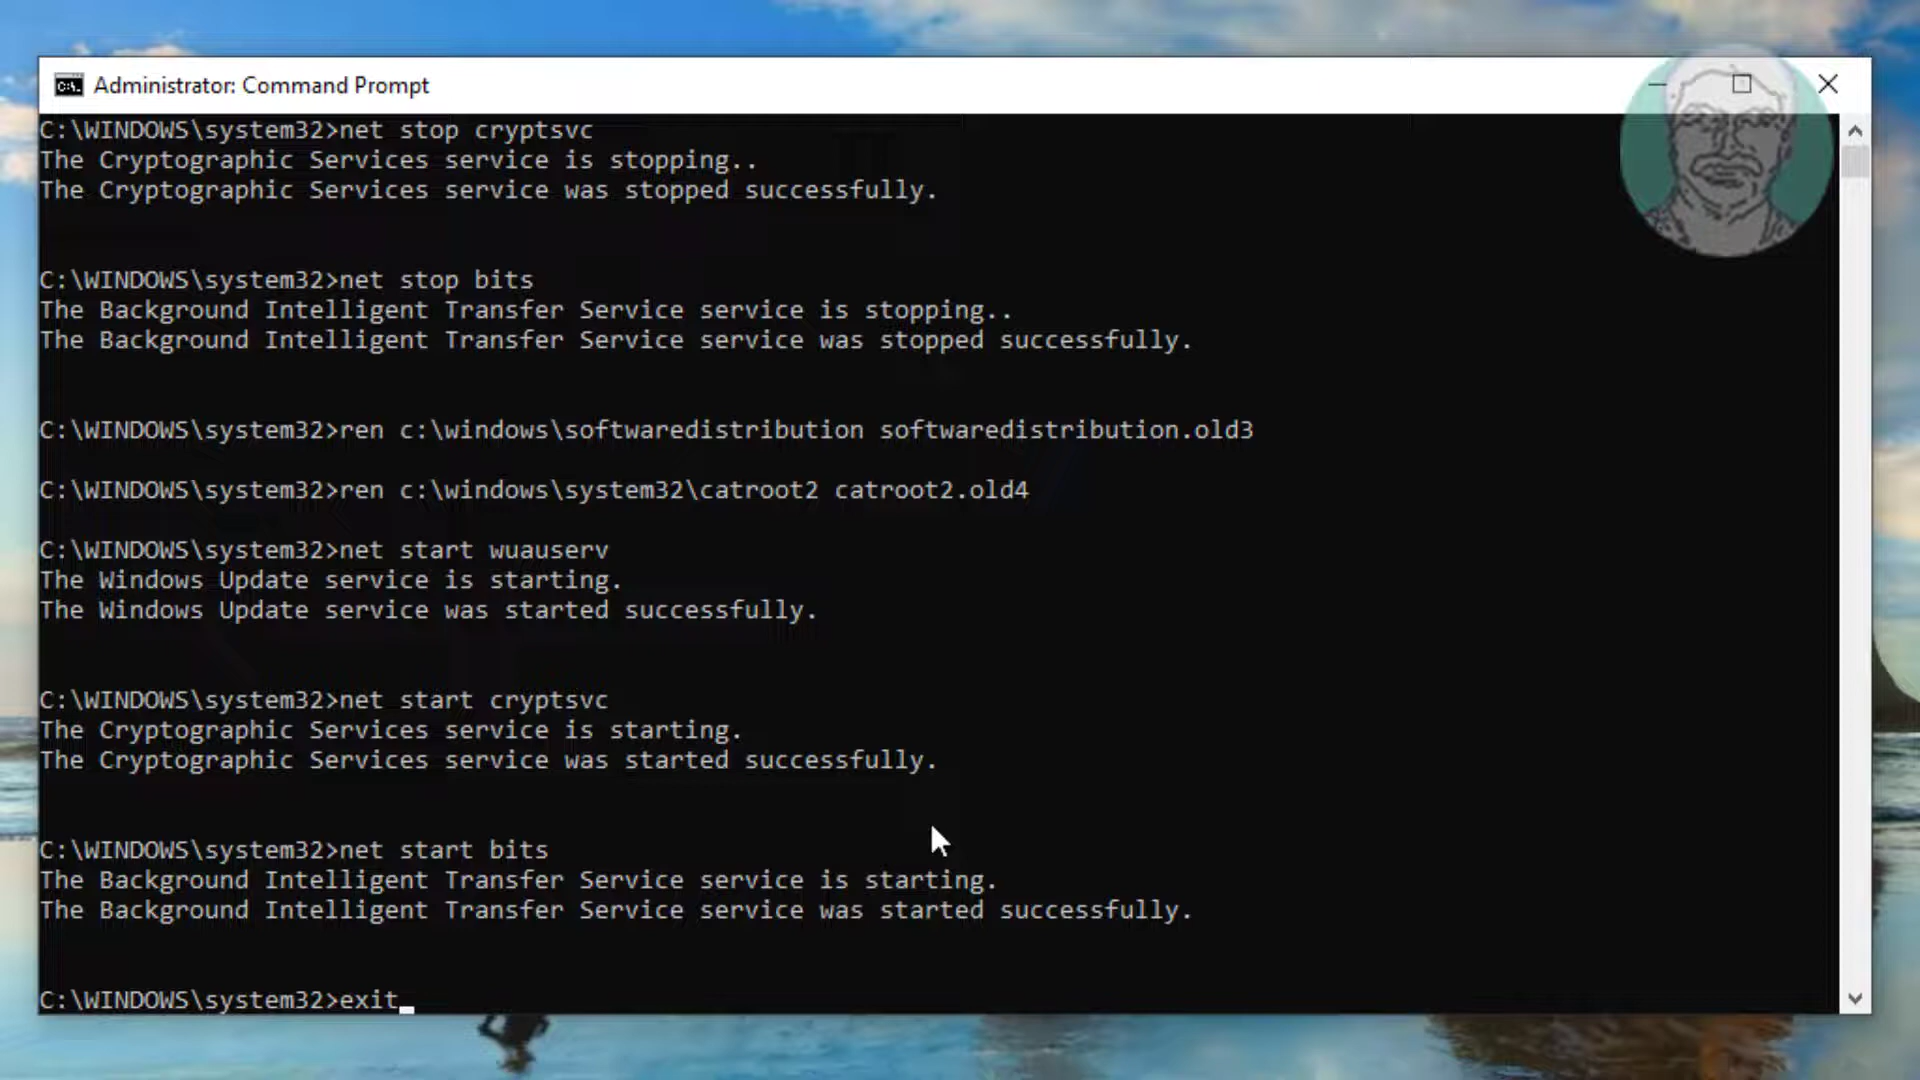 Administrator: Command Prompt
C:\WINDOWS\system32>net stop cryptsvc
The Cryptographic Services service is stopping..
The Cryptographic Services service was stopped successfully.
C:\WINDOWS\system32>net stop bits
The Background Intelligent Transfer Service service is stopping..
The Background Intelligent Transfer Service service was stopped successfully.
C:\WINDOWS\system32>ren c:\windows\softwaredistribution softwaredistribution.old3
C:\WINDOWS\system32>ren c:\windows\system32\catroot2 catroot2.old4
C:\WINDOWS\system32>net start wuauserv
The Windows Update service is starting.
The Windows Update service was started successfully.
C:\WINDOWS\system32>net start cryptsvc
The Cryptographic Services service is starting.
The Cryptographic Services service was started successfully.
C:\WINDOWS\system32>net start bits
The Background Intelligent Transfer Service service is starting.
The Background Intelligent Transfer Service service was started successfully.
C:\WINDOWS\system32>exit